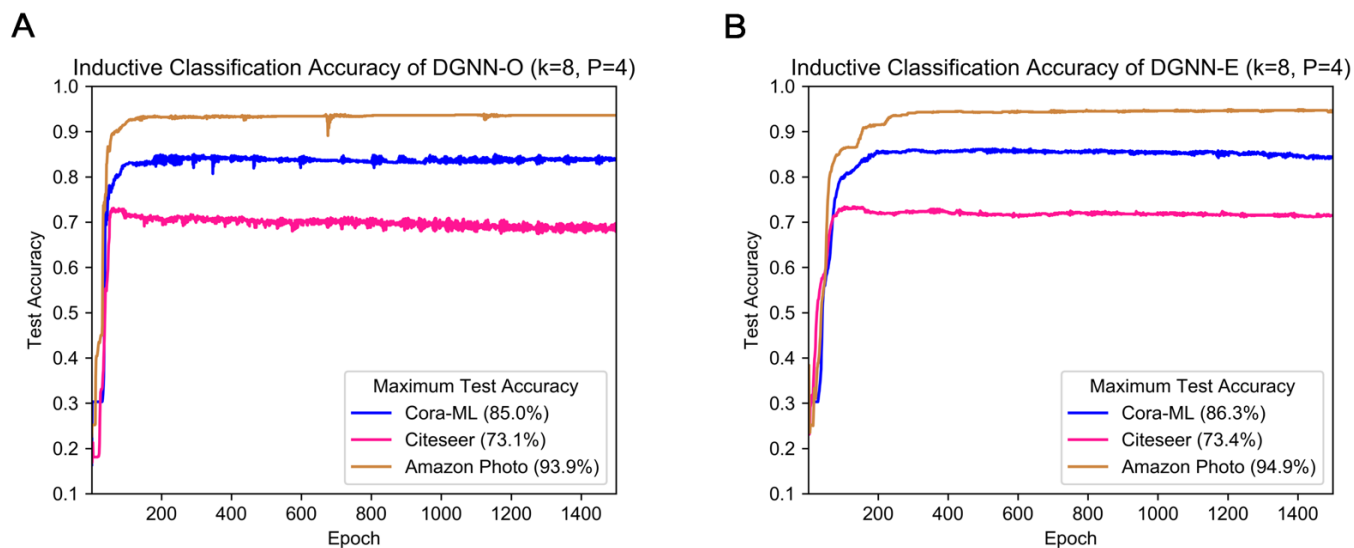 A
Inductive Classification Accuracy of DGNN-O (k=8, P=4)
1.0
0.9
0.8
0.7
0.6
0.5
0.4
0.3
0.2
0.1
Test Accuracy
200 400 600 800 1000 1200 1400
Epoch
Maximum Test Accuracy
Cora-ML (85.0%)
Citeseer (73.1%)
Amazon Photo (93.9%)
B
Inductive Classification Accuracy of DGNN-E (k=8, P=4)
1.0
0.9
0.8
0.7
0.6
0.5
0.4
0.3
0.2
0.1
Test Accuracy
200 400 600 800 1000 1200 1400
Epoch
Maximum Test Accuracy
Cora-ML (86.3%)
Citeseer (73.4%)
Amazon Photo (94.9%)